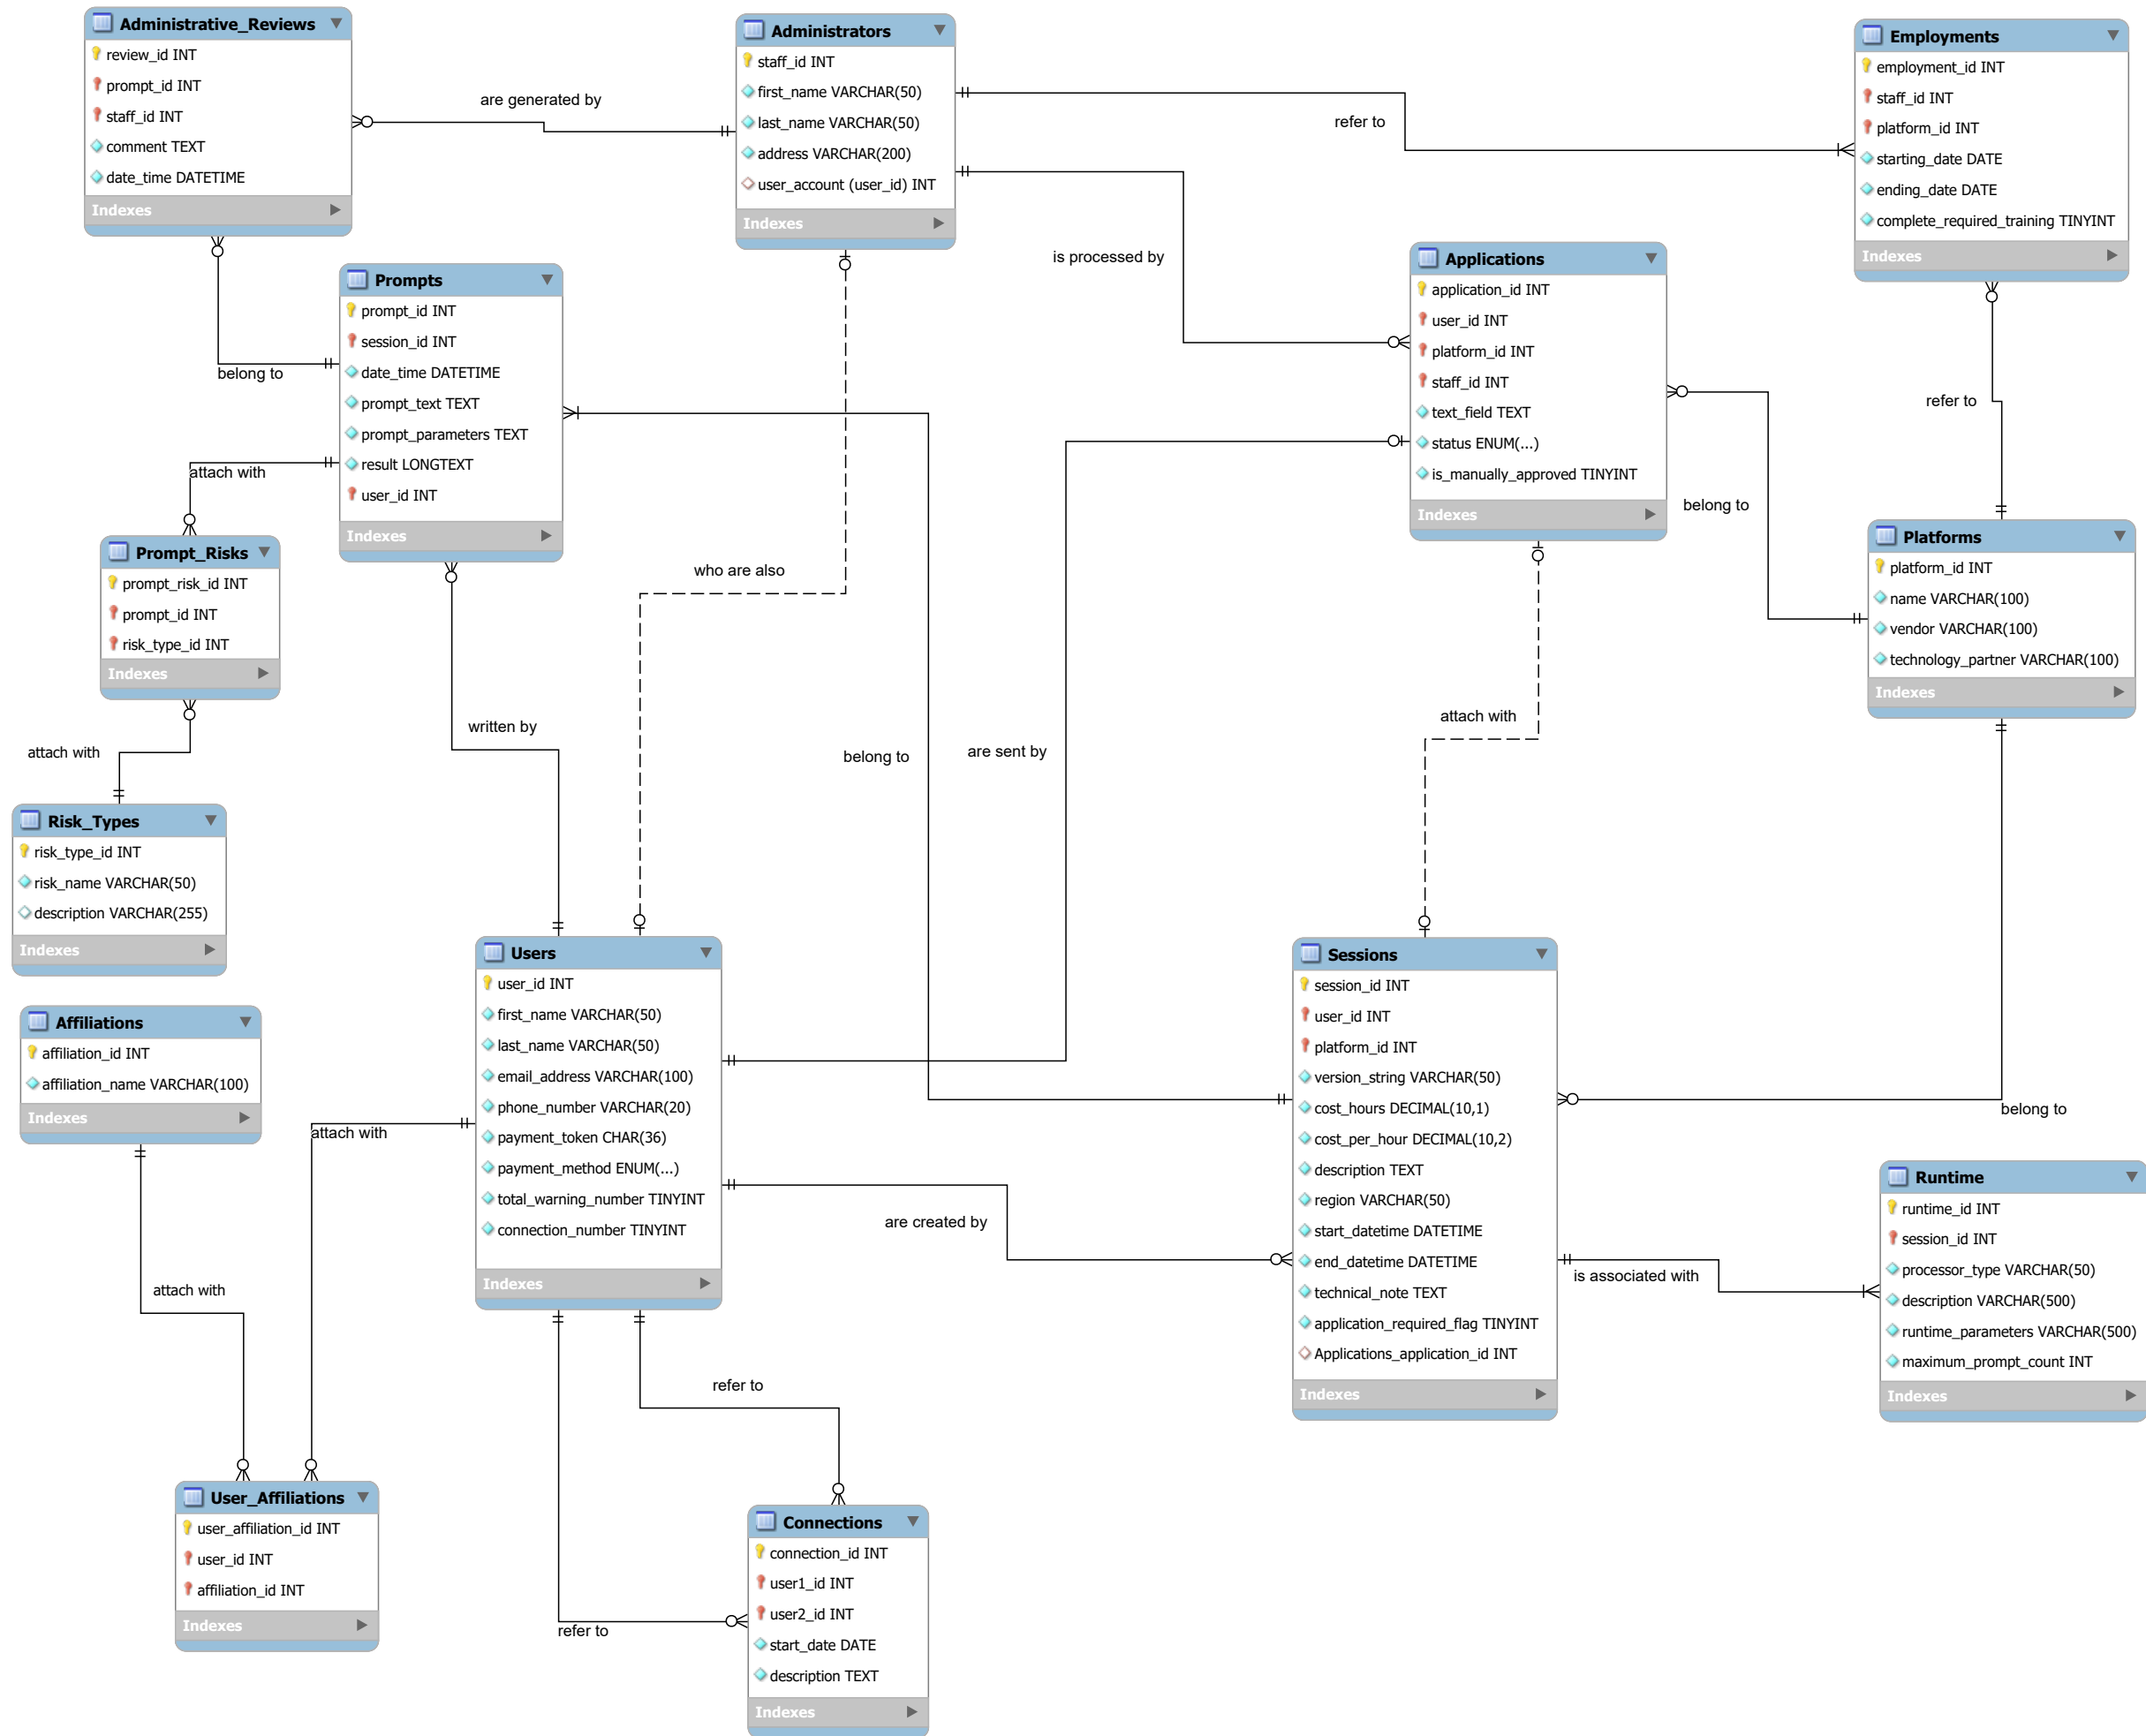 Administrative_Reviews
review_id INT
prompt_id INT
staff_id INT
comment TEXT
date_time DATETIME
Indexes
are generated by
Administrators
staff_id INT
first_name VARCHAR(50)
last_name VARCHAR(50)
address VARCHAR(200)
user_account (user_id) INT
Indexes
refer to
Employments
employment_id INT
staff_id INT
platform_id INT
starting_date DATE
ending_date DATE
complete_required_training TINYINT
Indexes
is processed by
Applications
application_id INT
user_id INT
platform_id INT
staff_id INT
text_field TEXT
status ENUM(...)
is_manually_approved TINYINT
Indexes
belong to
Prompts
prompt_id INT
session_id INT
date_time DATETIME
prompt_text TEXT
prompt_parameters TEXT
result LONGTEXT
user_id INT
Indexes
attach with
refer to
belong to
Platforms
platform_id INT
name VARCHAR(100)
vendor VARCHAR(100)
technology_partner VARCHAR(100)
Indexes
Prompt_Risks
prompt_risk_id INT
prompt_id INT
risk_type_id INT
Indexes
who are also
written by
attach with
belong to
are sent by
attach with
Risk_Types
risk_type_id INT
risk_name VARCHAR(50)
description VARCHAR(255)
Indexes
Affiliations
affiliation_id INT
affiliation_name VARCHAR(100)
Indexes
attach with
Users
user_id INT
first_name VARCHAR(50)
last_name VARCHAR(50)
email_address VARCHAR(100)
phone_number VARCHAR(20)
payment_token CHAR(36)
payment_method ENUM(...)
total_warning_number TINYINT
connection_number TINYINT
Indexes
are created by
Sessions
session_id INT
user_id INT
platform_id INT
version_string VARCHAR(50)
cost_hours DECIMAL(10,1)
cost_per_hour DECIMAL(10,2)
description TEXT
region VARCHAR(50)
start_datetime DATETIME
end_datetime DATETIME
technical_note TEXT
application_required_flag TINYINT
Applications_application_id INT
Indexes
belong to
is associated with
Runtime
runtime_id INT
session_id INT
processor_type VARCHAR(50)
description VARCHAR(500)
runtime_parameters VARCHAR(500)
maximum_prompt_count INT
Indexes
attach with
refer to
User_Affiliations
user_affiliation_id INT
user_id INT
affiliation_id INT
Indexes
refer to
Connections
connection_id INT
user1_id INT
user2_id INT
start_date DATE
description TEXT
Indexes